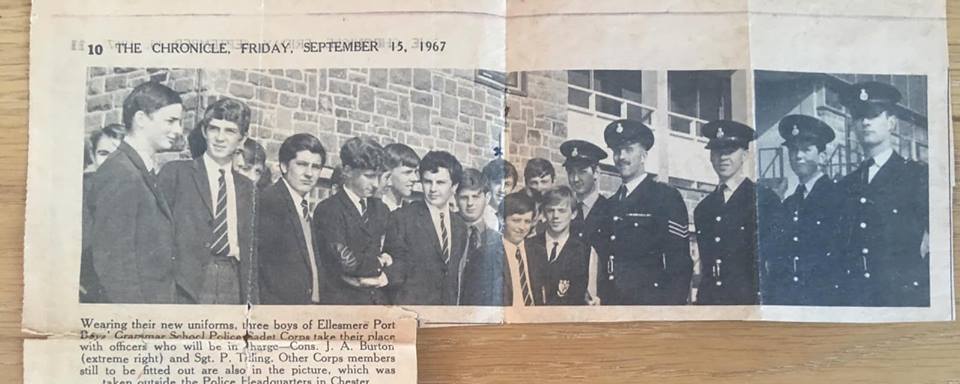 10 THE CHRONICLE, FRIDAY, SEPTEMBER 15, 1967
Wearing their new uniforms, three boys of Ellesmere Port
Boys' Grammar School Police Cadet Corps take their place
with officers who will be in charge—Cons. J. A. Burton
(extreme right) and Sgt. P. Tilling. Other Corps members
still to be fitted out are also in the picture, which was
taken outside the Police Headquarters in Chester.